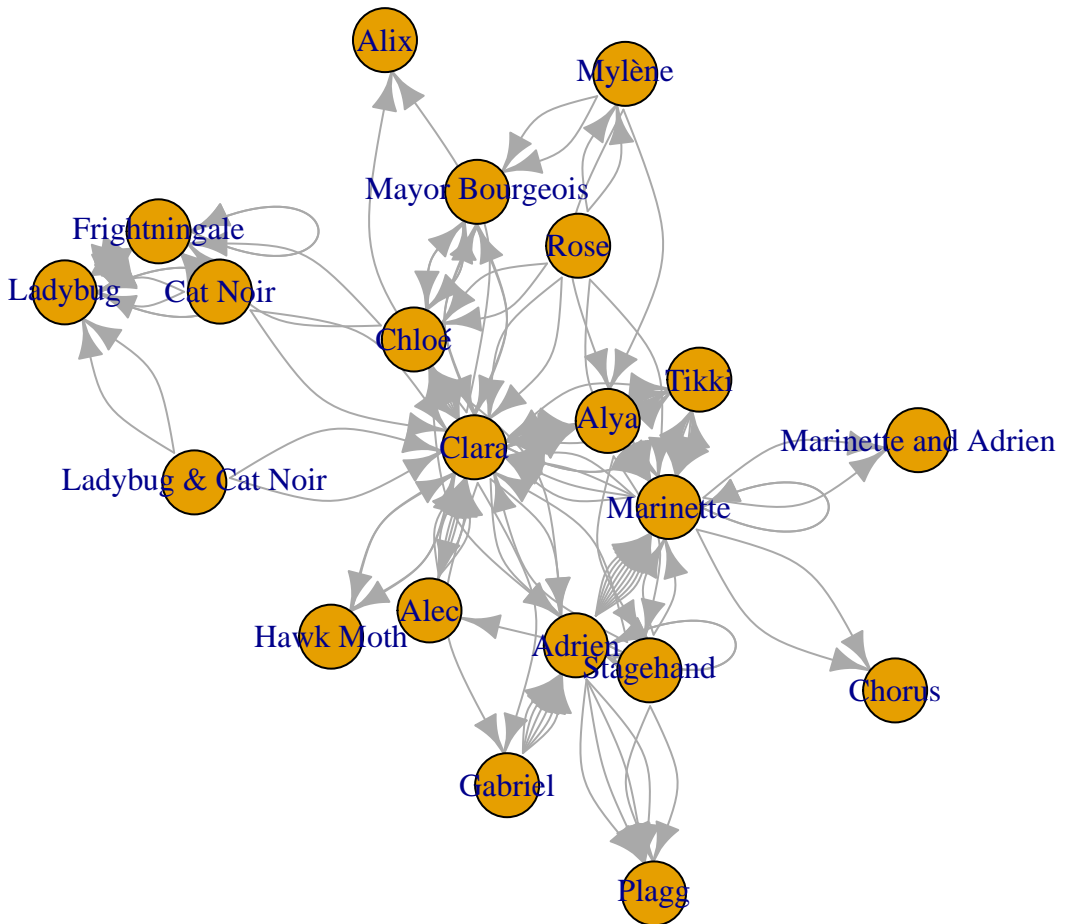 Alix
Mylène
Mayor Bourgeois
Frightningale
Rose
Ladybug
Cat Noir
Chloé
Tikki
Alya
Marinette and Adrien
Clara
Ladybug & Cat Noir
Marinette
Alec
Hawk Moth
Adrien
Stagehand
Chorus
Gabriel
Plagg